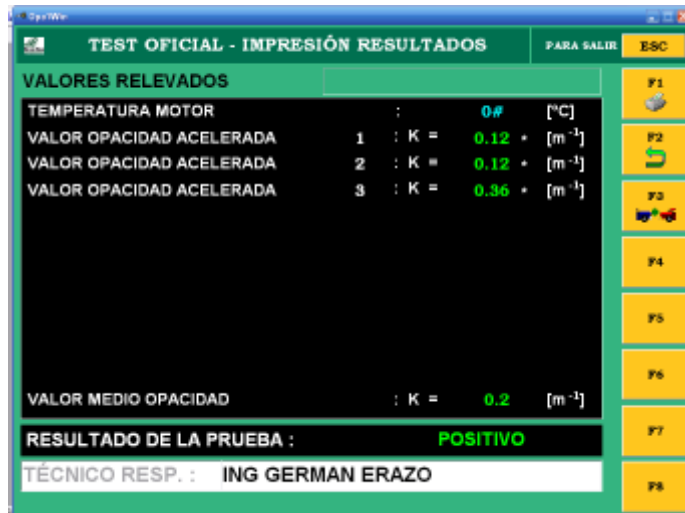 OpaWin
TEST OFICIAL - IMPRESIÓN RESULTADOS PARA SALIR ESC
VALORES RELEVADOS F1
TEMPERATURA MOTOR : 0# [°C]
VALOR OPACIDAD ACELERADA 1 : K = 0.12 * [m⁻¹]
F2
VALOR OPACIDAD ACELERADA 2 : K = 0.12 * [m⁻¹]
VALOR OPACIDAD ACELERADA 3 : K = 0.36 * [m⁻¹]
F3
F4
F5
F6
VALOR MEDIO OPACIDAD : K = 0.2 [m⁻¹]
RESULTADO DE LA PRUEBA : POSITIVO F7
TÉCNICO RESP. : ING GERMAN ERAZO
F8